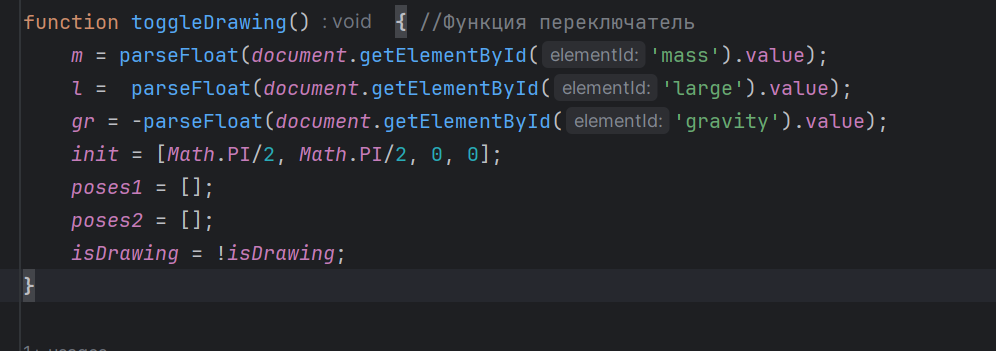 function toggleDrawing() : void { //Функция переключатель
m = parseFloat(document.getElementById( elementId: 'mass').value);
l =  parseFloat(document.getElementById( elementId: 'large').value);
gr = -parseFloat(document.getElementById( elementId: 'gravity').value);
init = [Math.PI/2, Math.PI/2, 0, 0];
poses1 = [];
poses2 = [];
isDrawing = !isDrawing;
}